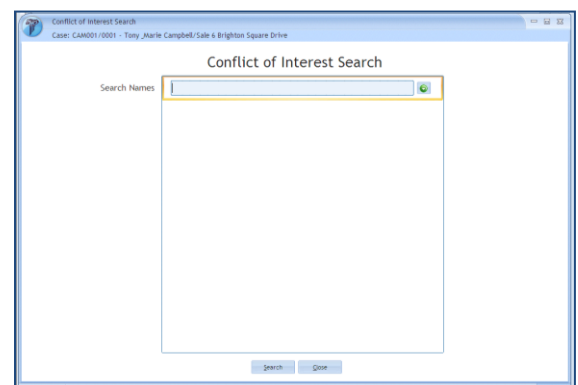 Conflict of Interest Search
Case: CAM001/0001 - Tony ,Marie Campbell/Sale 6 Brighton Square Drive
Conflict of Interest Search
Search Names
Search Close